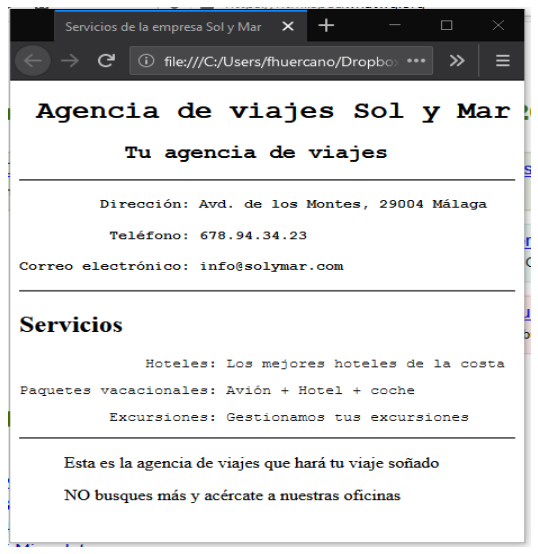 Servicios de la empresa Sol y Mar
file:///C:/Users/fhuercano/Dropbo
Agencia de viajes Sol y Mar
Tu agencia de viajes
Dirección: Avd. de los Montes, 29004 Málaga
Teléfono: 678.94.34.23
Correo electrónico: info@solymar.com
Servicios
Hoteles: Los mejores hoteles de la costa
Paquetes vacacionales: Avión + Hotel + coche
Excursiones: Gestionamos tus excursiones
Esta es la agencia de viajes que hará tu viaje soñado
NO busques más y acércate a nuestras oficinas